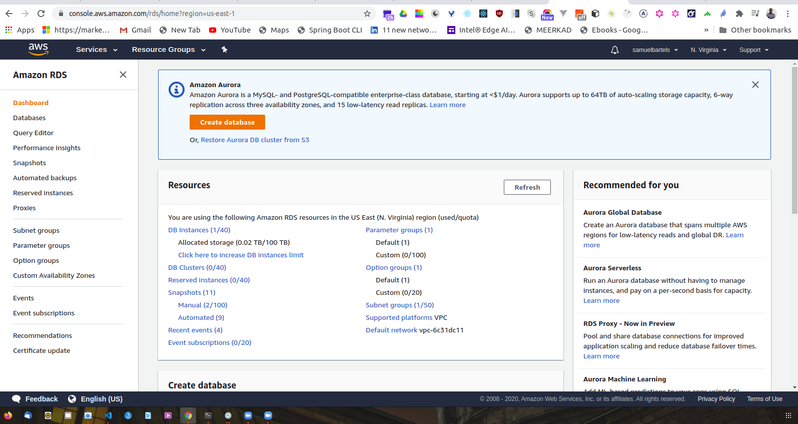 console.aws.amazon.com/rds/home?region=us-east-1
Apps
https://marke...
Gmail
New Tab
YouTube
Maps
Spring Boot CLI
11 new netwo...
Intel® Edge AI...
MEERKAD
Ebooks - Goog...
»
Other bookmarks
aws
Services
Resource Groups
samuelbartels
N. Virginia
Support
Amazon RDS
Dashboard
Databases
Query Editor
Performance Insights
Snapshots
Automated backups
Reserved instances
Proxies
Subnet groups
Parameter groups
Option groups
Custom Availability Zones
Events
Event subscriptions
Recommendations
Certificate update
Amazon Aurora
Amazon Aurora is a MySQL- and PostgreSQL-compatible enterprise-class database, starting at <$1/day. Aurora supports up to 64TB of auto-scaling storage capacity, 6-way
replication across three availability zones, and 15 low-latency read replicas. Learn more
Create database
Or, Restore Aurora DB cluster from S3
Resources
Refresh
You are using the following Amazon RDS resources in the US East (N. Virginia) region (used/quota)
DB Instances (1/40)
Allocated storage (0.02 TB/100 TB)
Click here to increase DB instances limit
DB Clusters (0/40)
Reserved instances (0/40)
Snapshots (11)
Manual (2/100)
Automated (9)
Recent events (4)
Event subscriptions (0/20)
Parameter groups (1)
Default (1)
Custom (0/100)
Option groups (1)
Default (1)
Custom (0/20)
Subnet groups (1/50)
Supported platforms VPC
Default network vpc-6c31dc11
Create database
Recommended for you
Aurora Global Database
Create an Aurora database that spans multiple AWS
regions for low-latency reads and global DR. Learn
more
Aurora Serverless
Run an Aurora database without having to manage
instances, and pay on a per-second basis for capacity.
Learn more
RDS Proxy - Now in Preview
Pool and share database connections for improved
application scaling and reduce database failover times.
Learn more
Aurora Machine Learning
Feedback
English (US)
© 2008 - 2020, Amazon Web Services, Inc. or its affiliates. All rights reserved.
Privacy Policy
Terms of Use